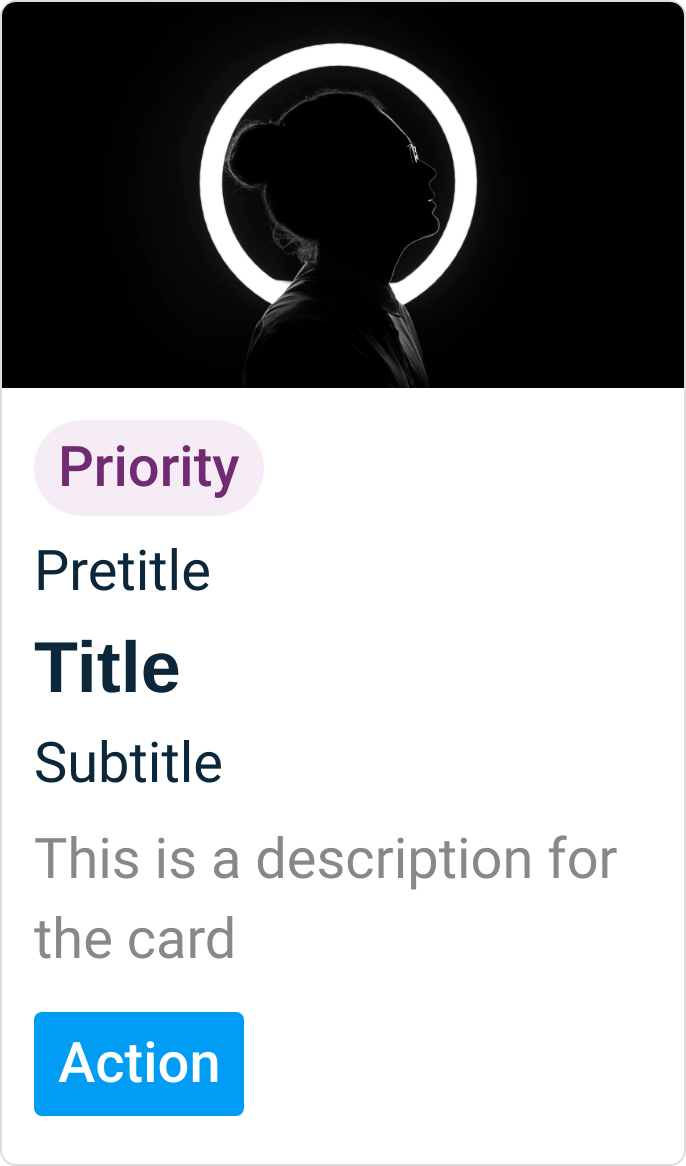 Priority
Pretitle
Title
Subtitle
This is a description for
the card
Action